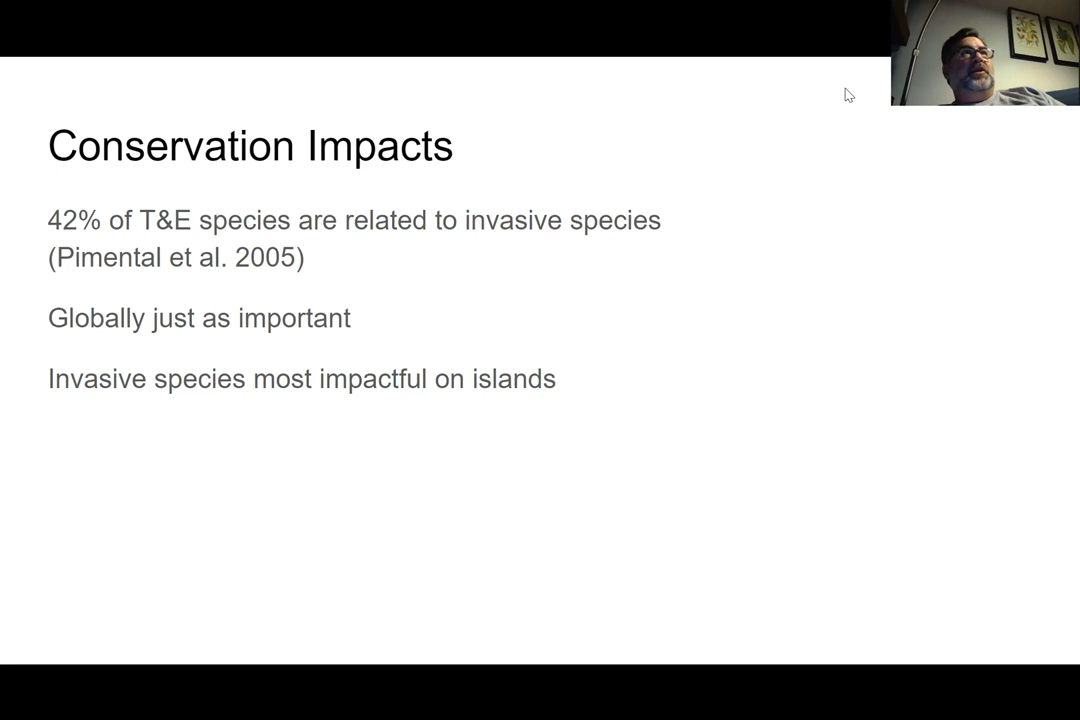 Conservation Impacts
42% of T&E species are related to invasive species
(Pimental et al. 2005)
Globally just as important
Invasive species most impactful on islands